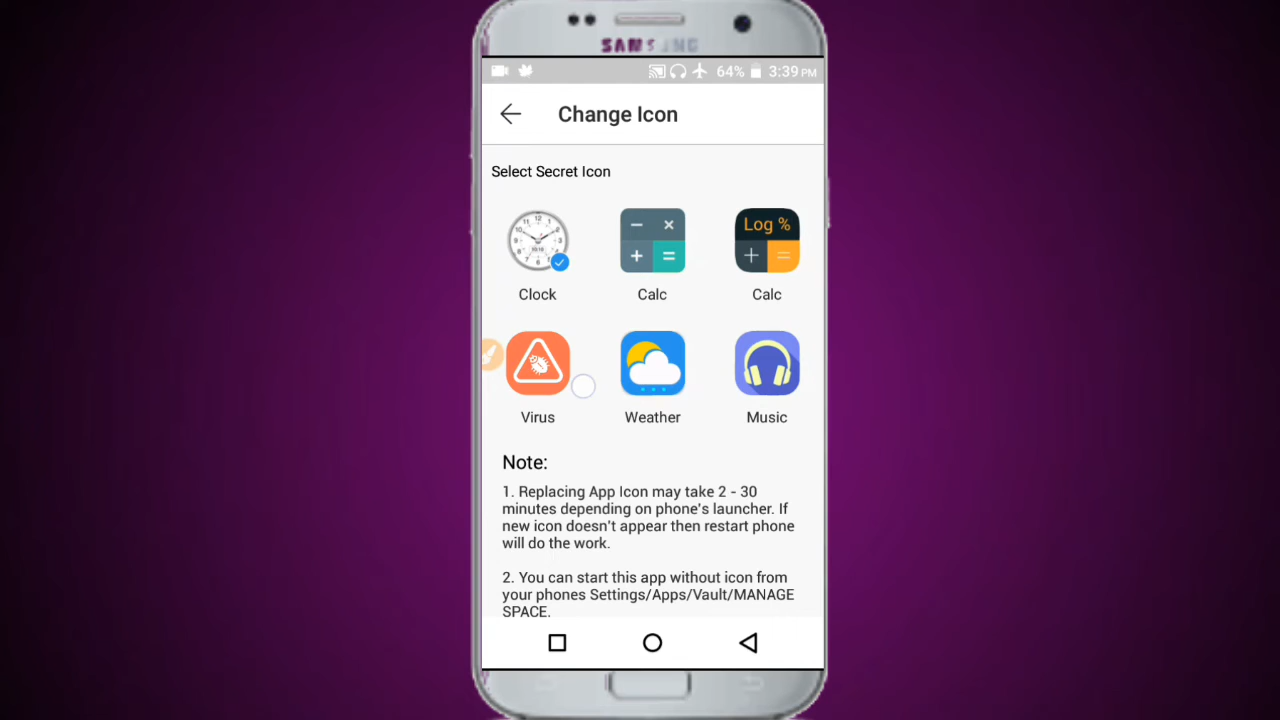 SAMSUNG
64% 3:39 PM
Change Icon
Select Secret Icon
− ×
+ =
Log %
+ =
Clock Calc Calc
Virus Weather Music
Note:
1. Replacing App Icon may take 2 - 30
minutes depending on phone's launcher. If
new icon doesn't appear then restart phone
will do the work.
2. You can start this app without icon from
your phones Settings/Apps/Vault/MANAGE
SPACE.